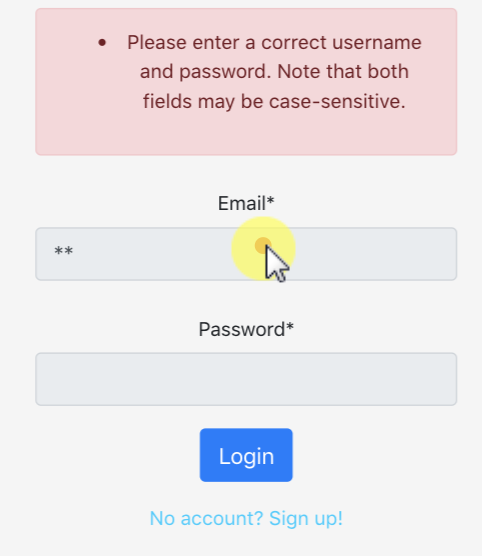 • Please enter a correct username
and password. Note that both
fields may be case-sensitive.
Email*
**
Password*
Login
No account? Sign up!